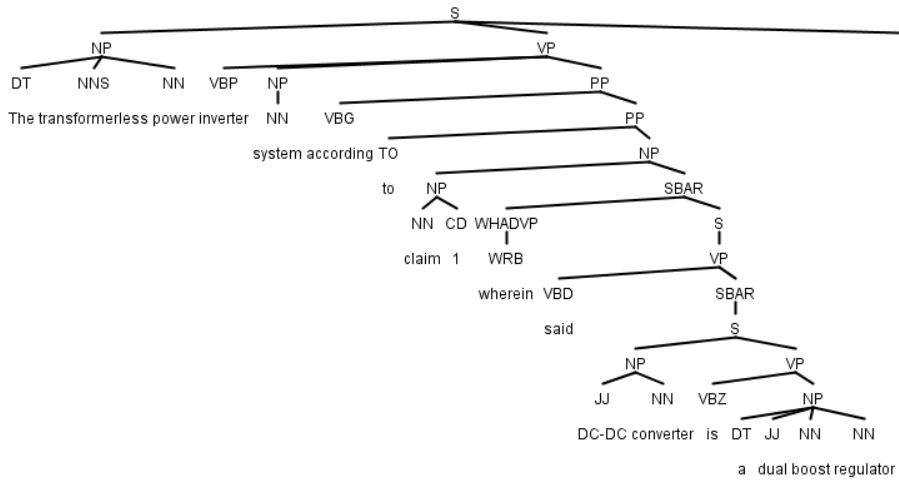 S
NP VP
DT NNS NN VBP NP PP
The transformerless power inverter NN VBG PP
system according TO NP
to NP SBAR
NN CD WHADVP S
claim 1 WRB VP
wherein VBD SBAR
said S
NP VP
JJ NN VBZ NP
DC-DC converter is DT JJ NN NN
a dual boost regulator